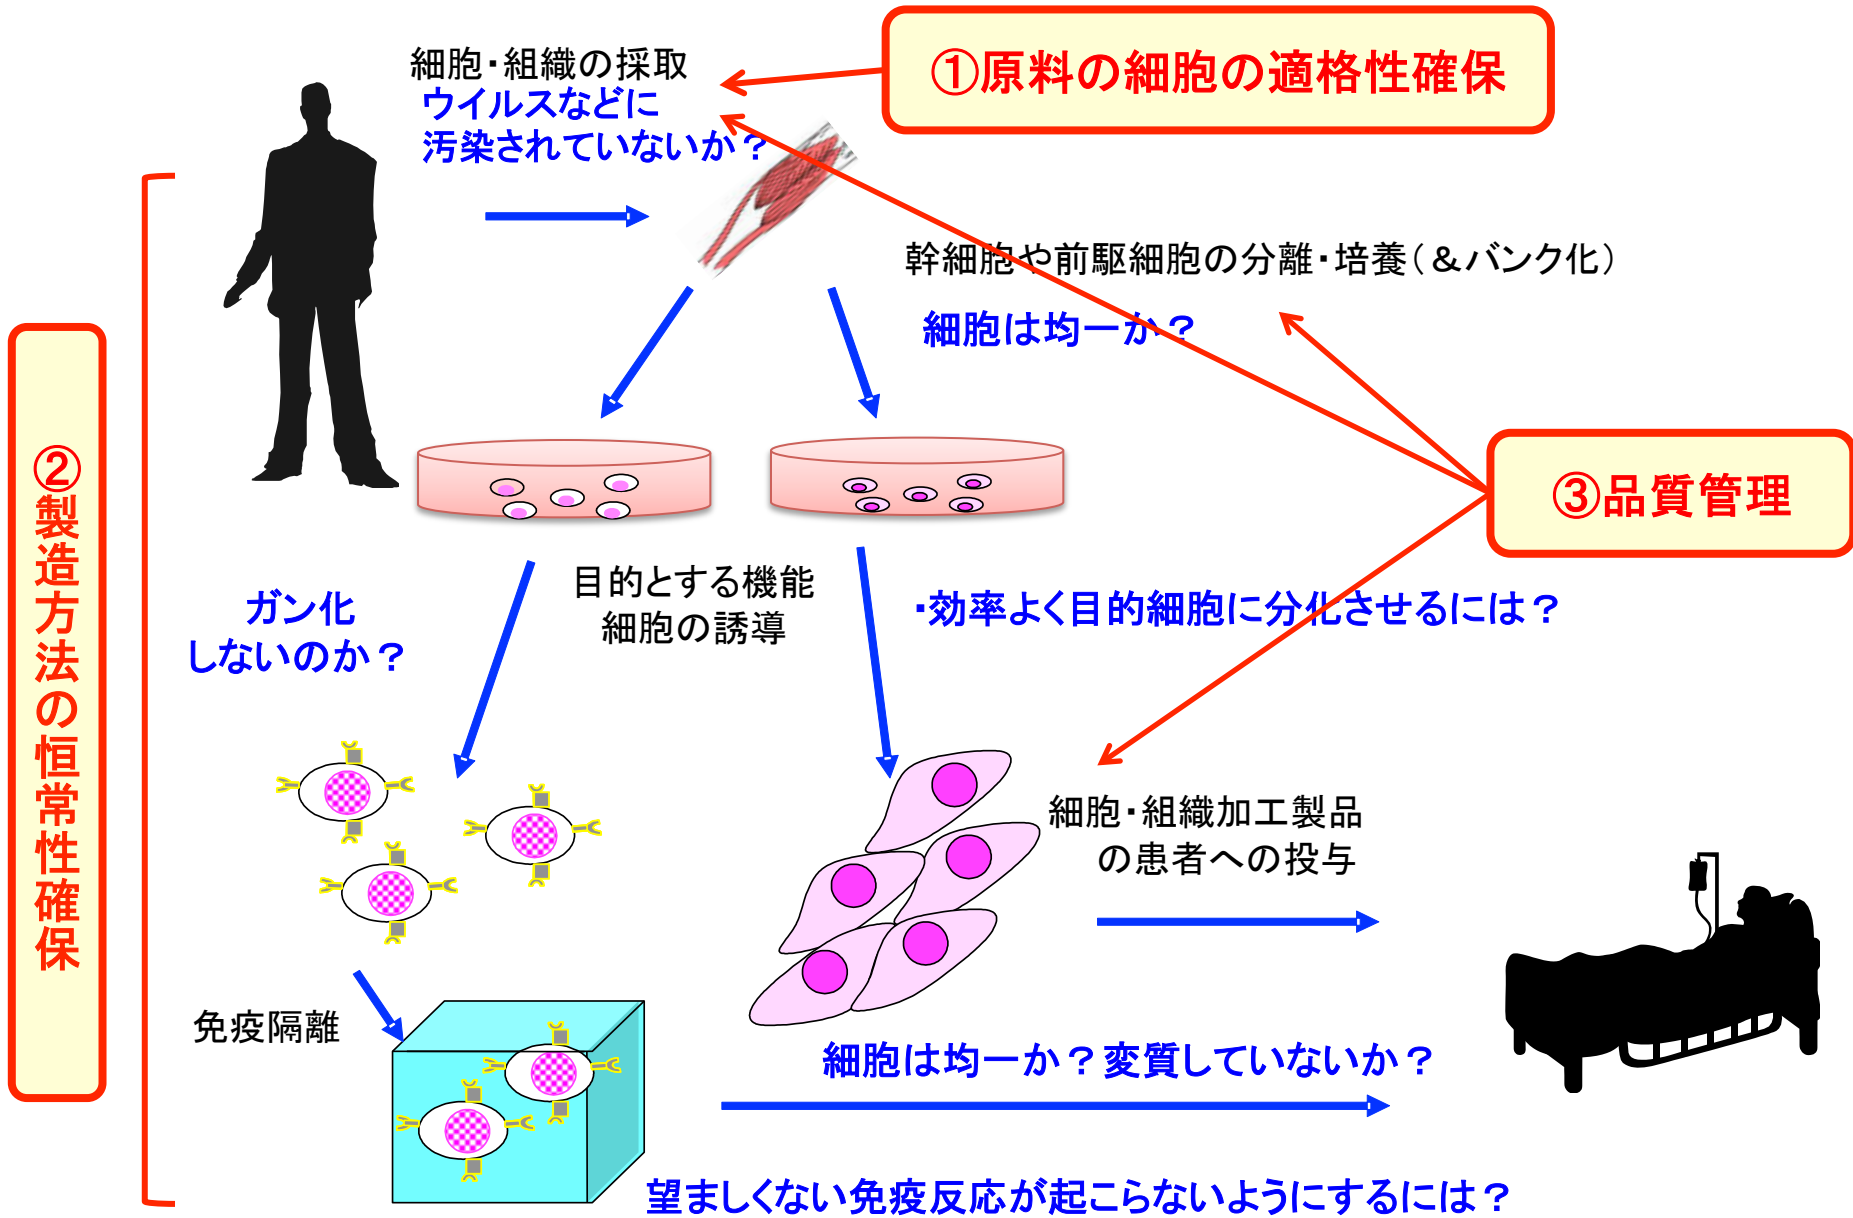 細胞・組織の採取
ウイルスなどに
汚染されていないか？
①原料の細胞の適格性確保
幹細胞や前駆細胞の分離・培養（＆バンク化）
細胞は均一か？
②製造方法の恒常性確保
③品質管理
目的とする機能
細胞の誘導
ガン化
しないのか？
・効率よく目的細胞に分化させるには？
細胞・組織加工製品
の患者への投与
免疫隔離
細胞は均一か？変質していないか？
望ましくない免疫反応が起こらないようにするには？